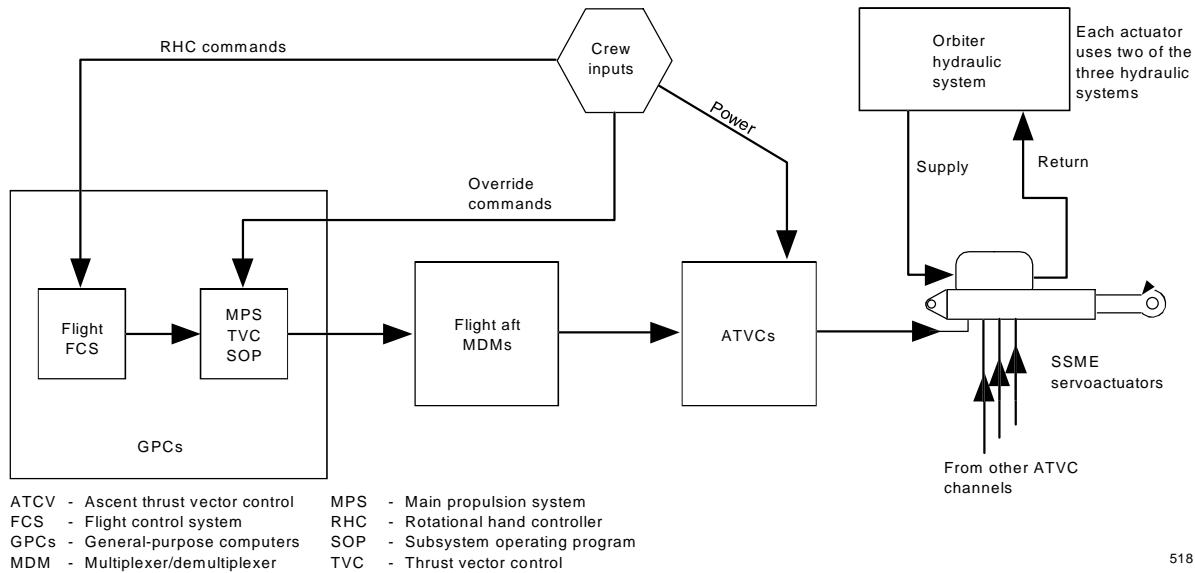 RHC commands
Crew
inputs
Power
Orbiter
hydraulic
system
Each actuator
uses two of the
three hydraulic
systems
Supply
Return
Override
commands
Flight
FCS
MPS
TVC
SOP
Flight aft
MDMs
ATVCs
SSME
servoactuators
GPCs
From other ATVC
channels
ATCV - Ascent thrust vector control
FCS - Flight control system
GPCs - General-purpose computers
MDM - Multiplexer/demultiplexer
MPS - Main propulsion system
RHC - Rotational hand controller
SOP - Subsystem operating program
TVC - Thrust vector control
518